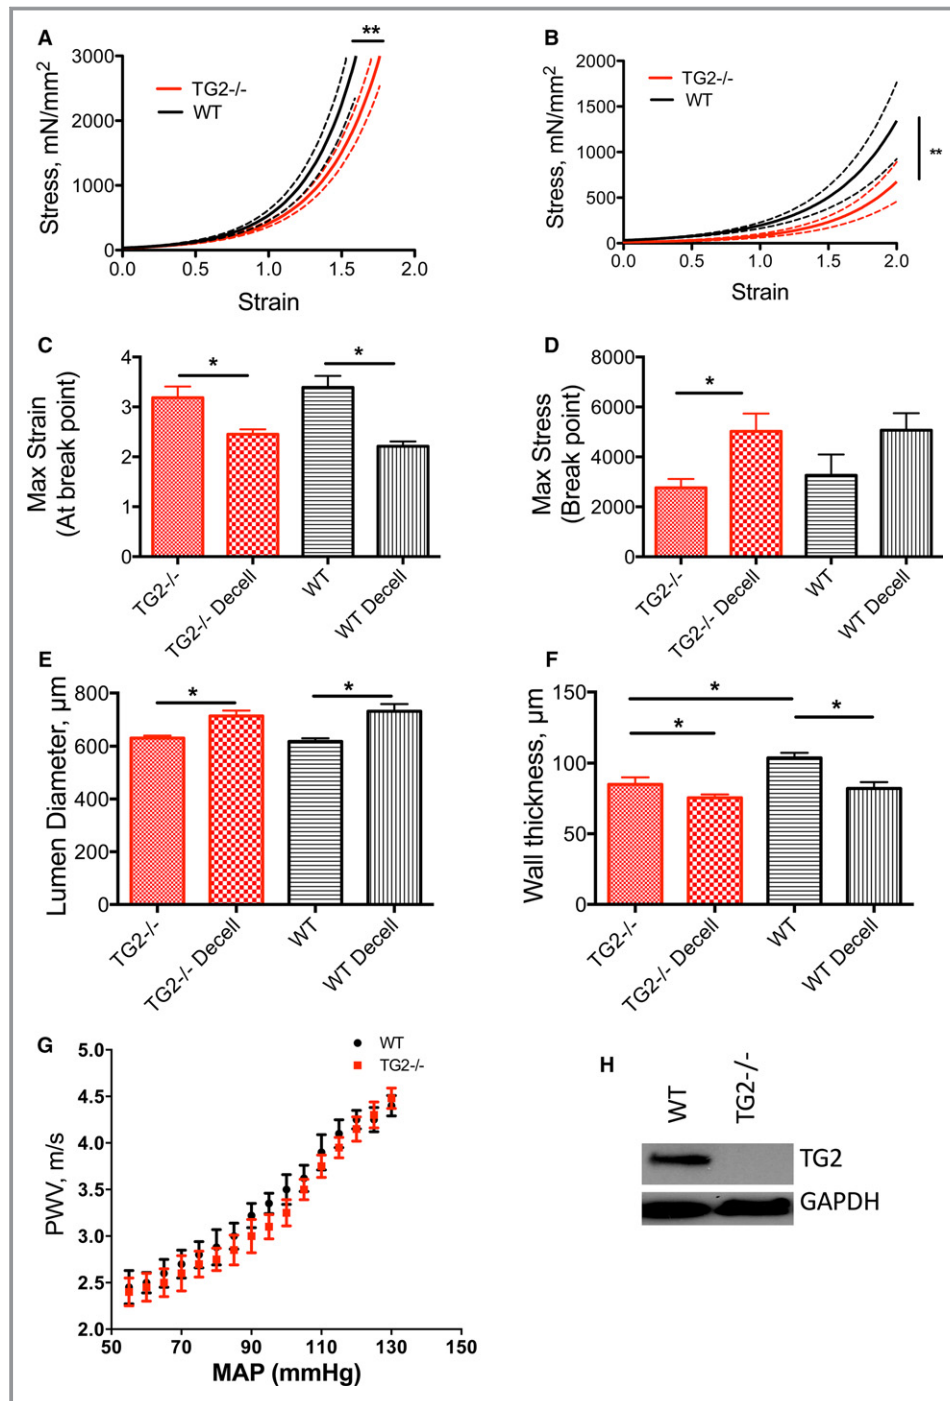 A
**
3000
2000
1000
0
Stress, mN/mm²
TG2-/-
WT
0.0 0.5 1.0 1.5 2.0
Strain
B
2000
1500
1000
500
0
Stress, mN/mm²
TG2-/-
WT
**
0.0 0.5 1.0 1.5 2.0
Strain
C
4
3
2
1
0
Max Strain
(At break point)
* *
TG2-/- TG2-/- Decell WT WT Decell
D
8000
6000
4000
2000
0
Max Stress
(Break point)
*
TG2-/- TG2-/- Decell WT WT Decell
E
800
600
400
200
0
Lumen Diameter, µm
* *
TG2-/- TG2-/- Decell WT WT Decell
F
150
100
50
0
Wall thickness, µm
*
* *
TG2-/- TG2-/- Decell WT WT Decell
G
5.0
4.5
4.0
3.5
3.0
2.5
2.0
PWV, m/s
WT
TG2-/-
50 70 90 110 130 150
MAP (mmHg)
H
WT TG2-/-
TG2
GAPDH